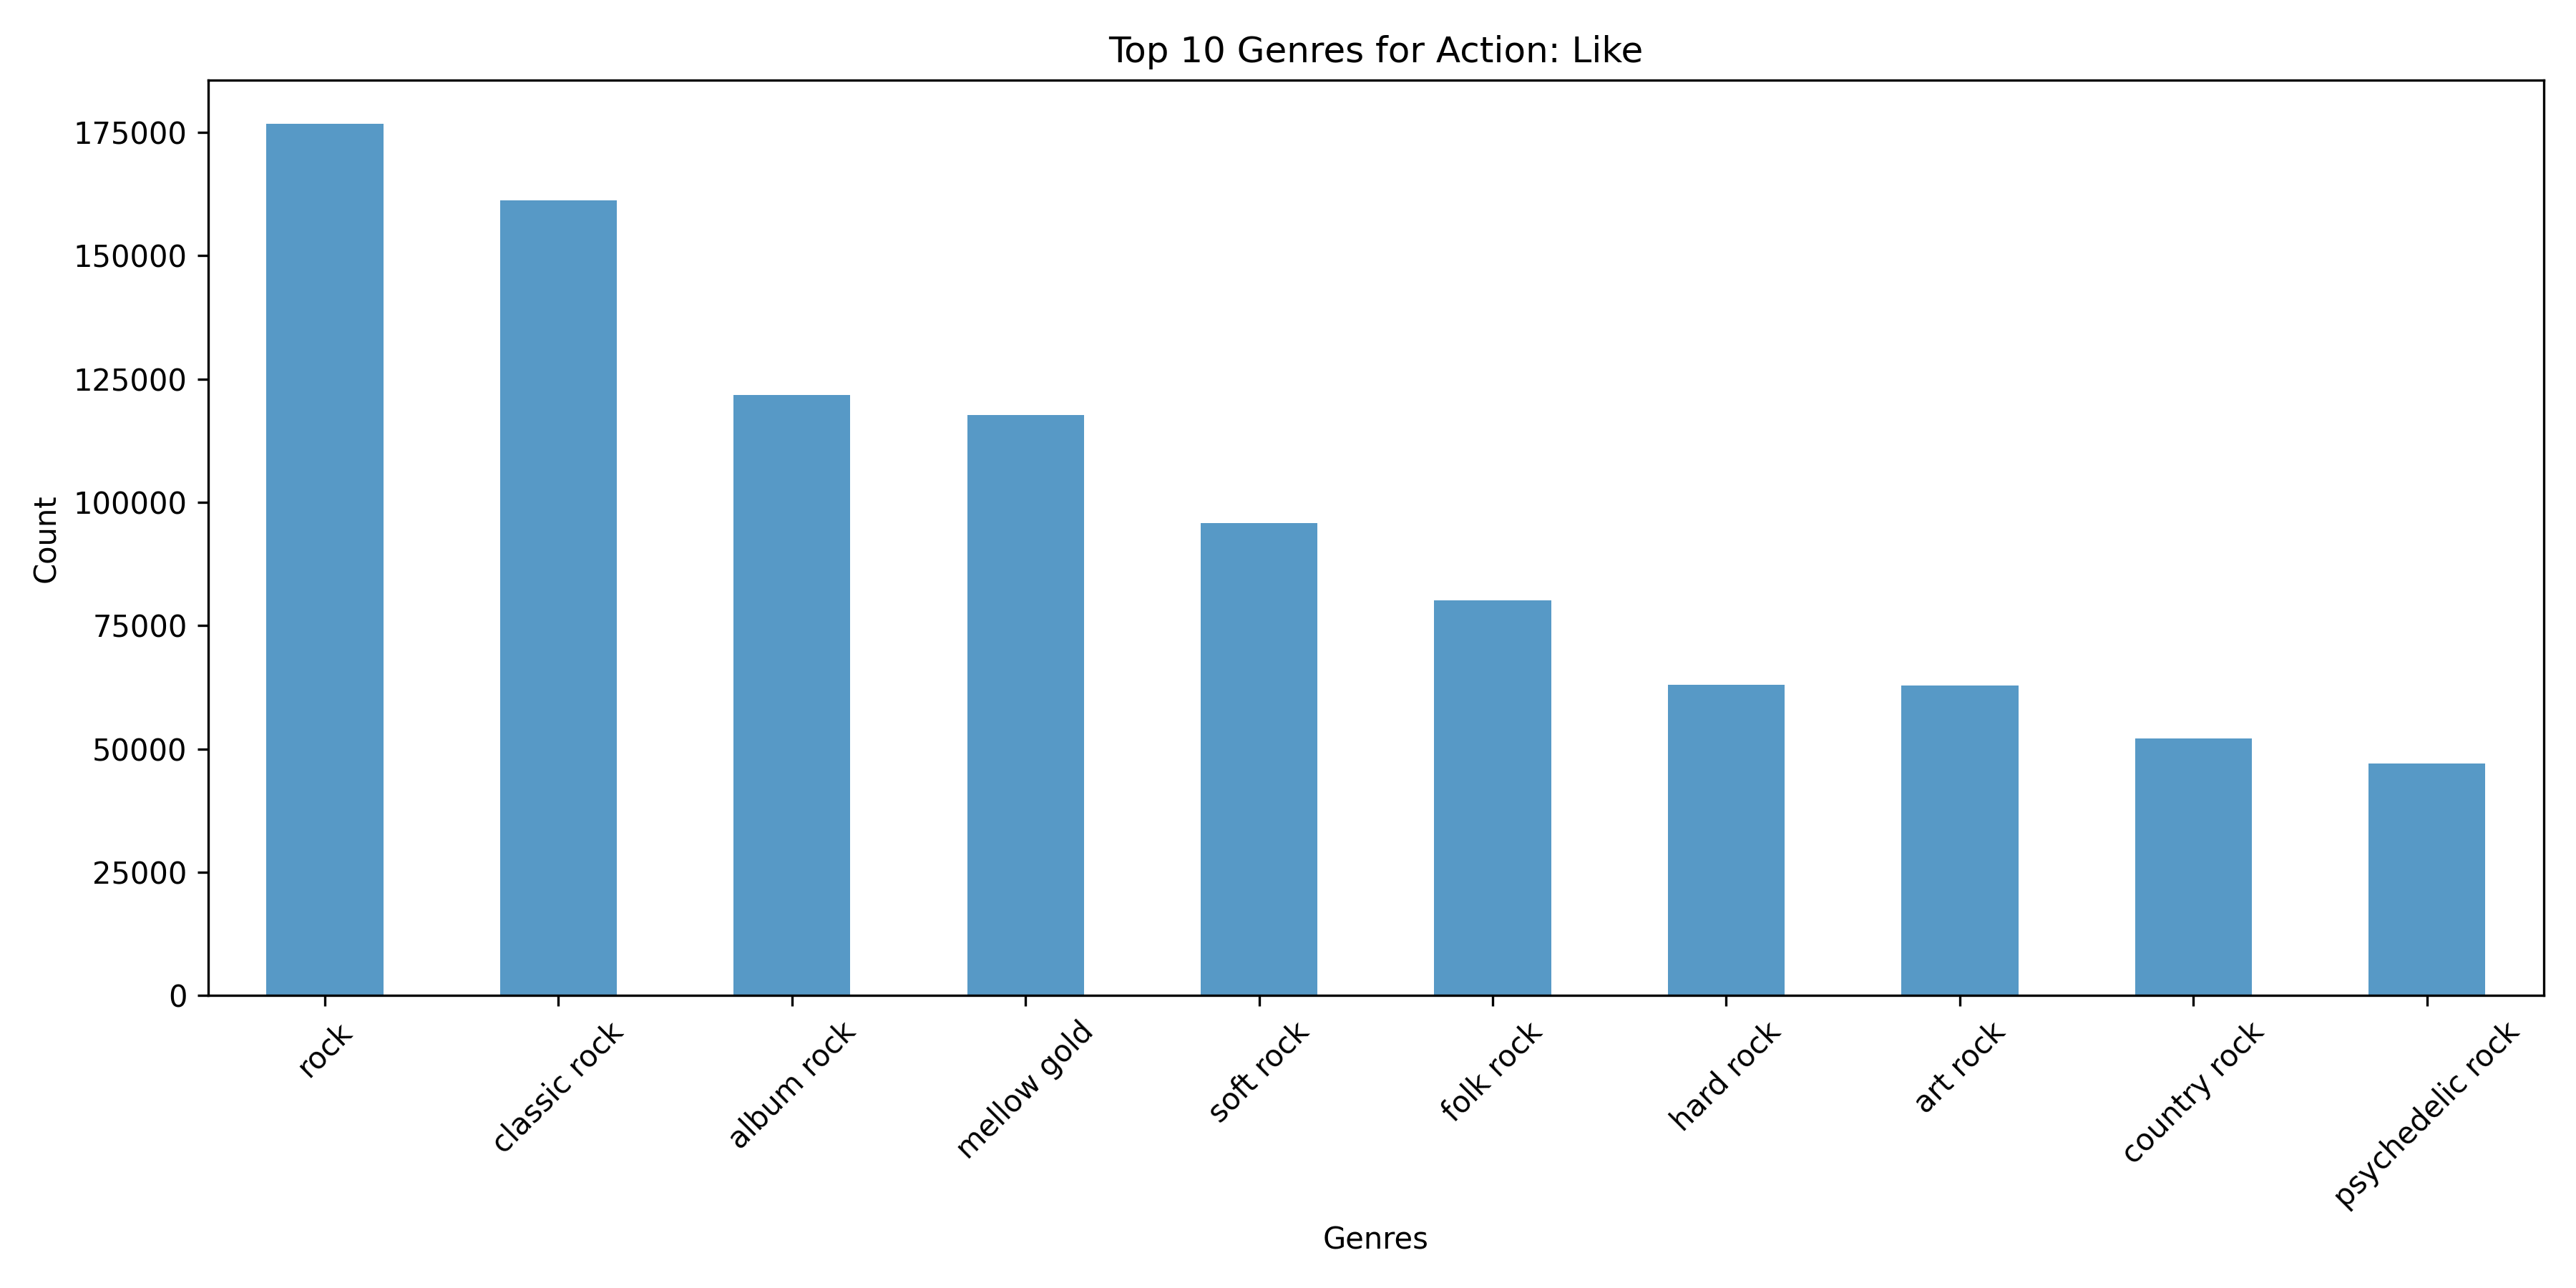 Top 10 Genres for Action: Like
Count
175000
150000
125000
100000
75000
50000
25000
0
rock
classic rock
album rock
mellow gold
soft rock
folk rock
hard rock
art rock
country rock
psychedelic rock
Genres